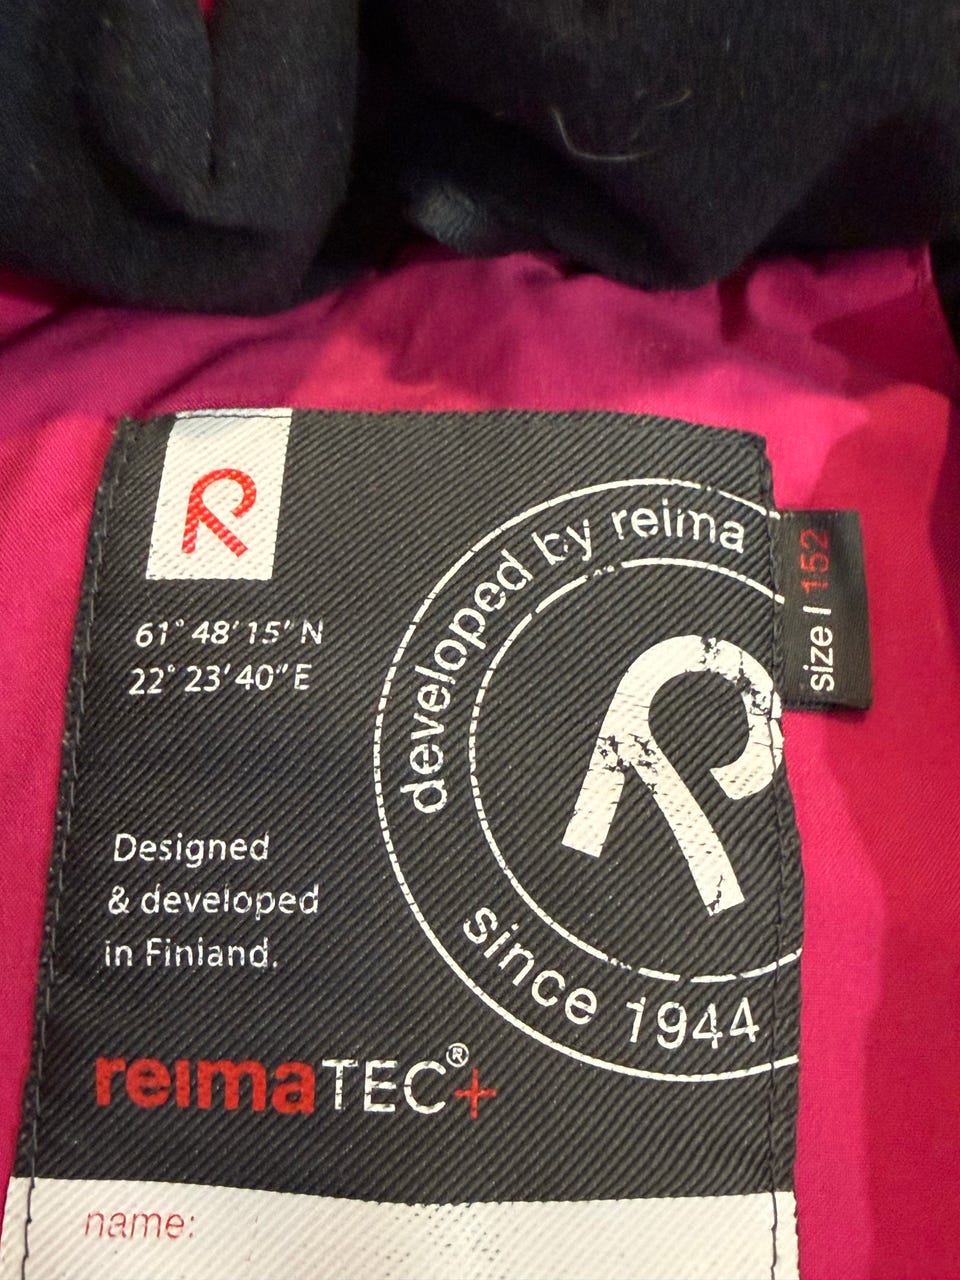 R
61° 48' 15" N
22° 23' 40" E
developed by reima
R
since 1944
size | 152
Designed
& developed
in Finland.
reimaTEC®+
name: